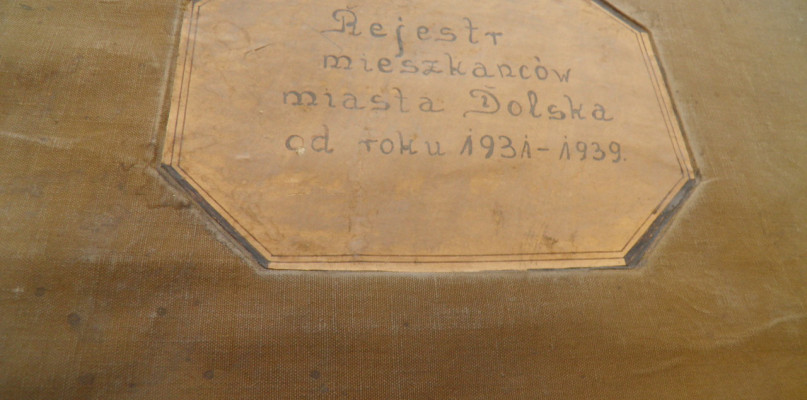 Rejestr
mieszkanców
miasta Dolska
od roku 1931-1939.